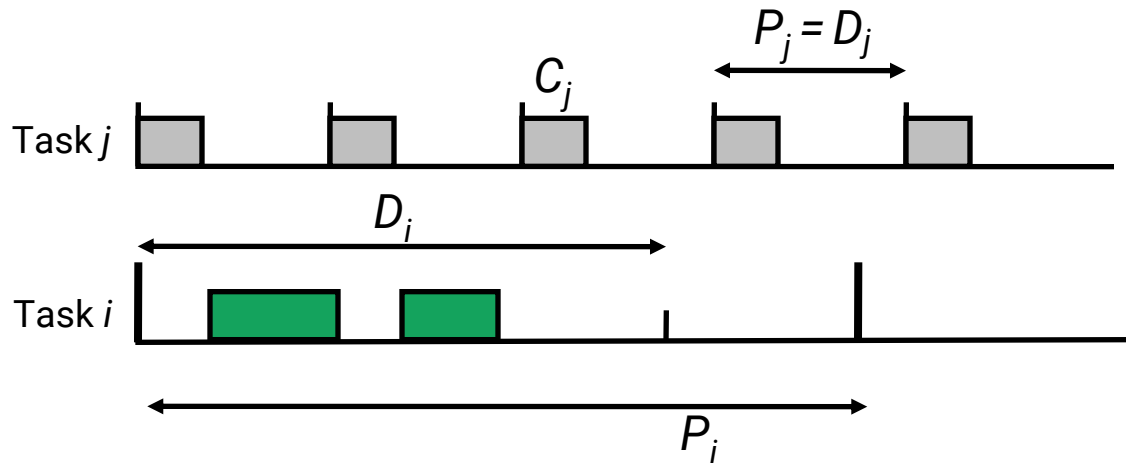 P_j = D_j
C_j
Task j
D_i
Task i
P_i